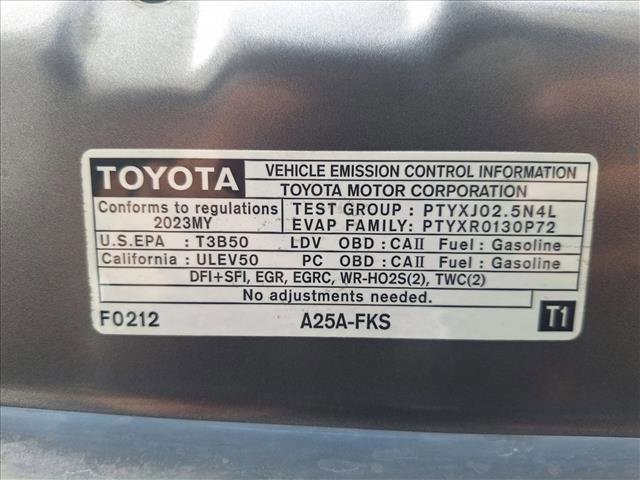 TOYOTA VEHICLE EMISSION CONTROL INFORMATION
TOYOTA MOTOR CORPORATION
Conforms to regulations TEST GROUP : PTYXJ02.5N4L
2023MY EVAP FAMILY: PTYXR0130P72
U.S.EPA : T3B50 LDV OBD : CAII Fuel : Gasoline
California : ULEV50 PC OBD : CAII Fuel : Gasoline
DFI+SFI, EGR, EGRC, WR-HO2S(2), TWC(2)
No adjustments needed.
F0212 A25A-FKS T1